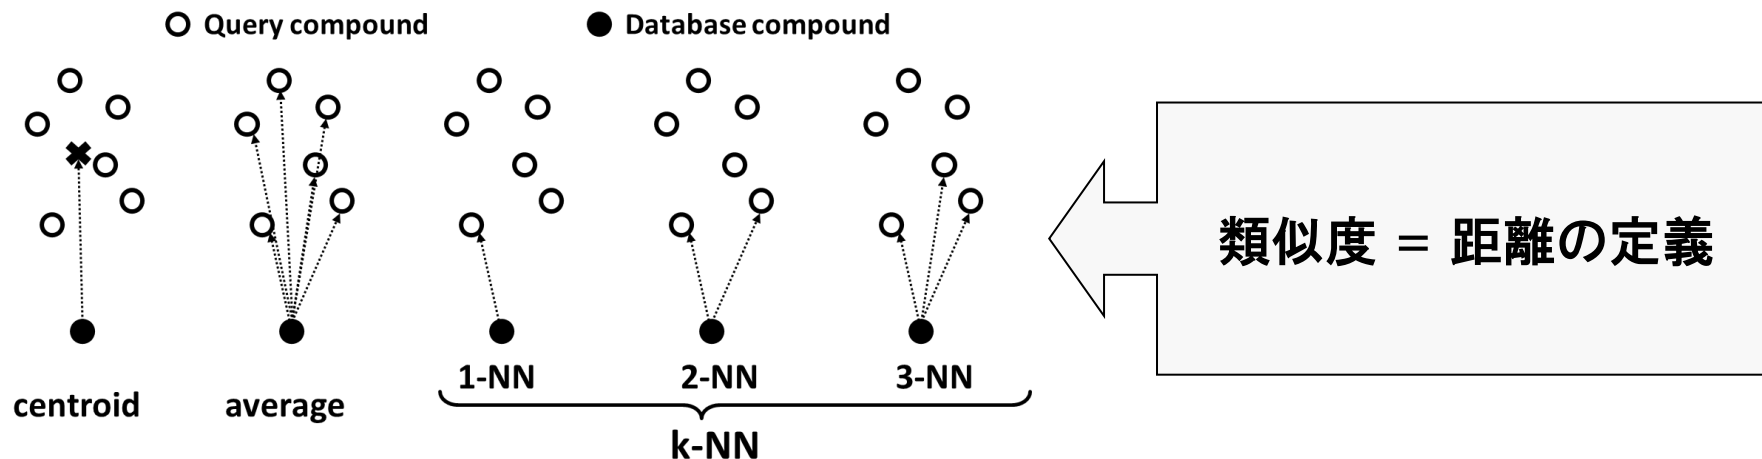 Query compound
Database compound
類似度 = 距離の定義
1-NN
2-NN
3-NN
centroid
average
k-NN